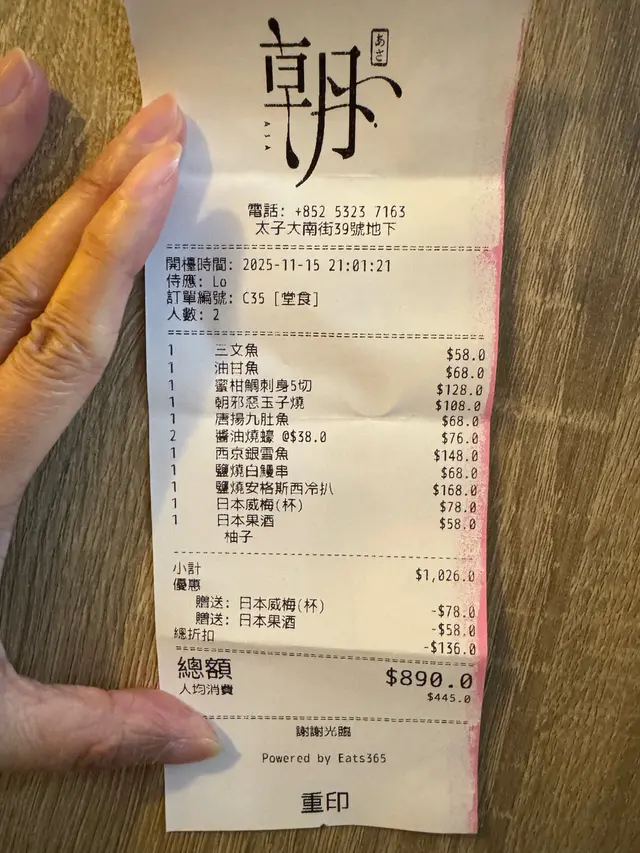 朝
あさ
ASA
電話: +852 5323 7163
太子大南街39號地下
開檯時間: 2025-11-15 21:01:21
侍應: Lo
訂單編號: C35 [堂食]
人數: 2
1 三文魚 $58.0
1 油甘魚 $68.0
1 蜜柑鯛刺身5切 $128.0
1 朝邪惡玉子燒 $108.0
1 唐揚九肚魚 $68.0
2 醬油燒蠔 @$38.0 $76.0
1 西京銀雪魚 $148.0
1 鹽燒白鱔串 $68.0
1 鹽燒安格斯西冷扒 $168.0
1 日本威梅(杯) $78.0
1 日本果酒 $58.0
柚子
小計 $1,026.0
優惠
贈送: 日本威梅(杯) -$78.0
贈送: 日本果酒 -$58.0
總折扣 -$136.0
總額 $890.0
人均消費 $445.0
謝謝光臨
Powered by Eats365
重印